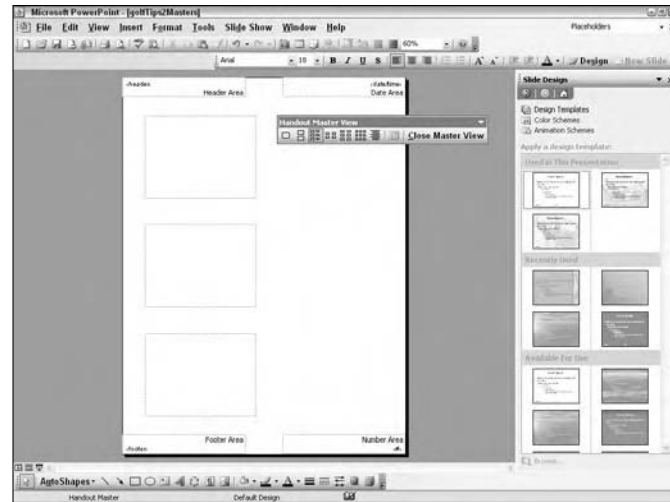 Microsoft PowerPoint - [golfTips2Masters]
File Edit View Insert Format Tools Slide Show Window Help
Placeholders
60%
Arial
18
B I U S
Design
New Slide
<header>
Header Area
<date/time>
Date Area
Handout Master View
Close Master View
Footer Area
<footer>
Number Area
<#>
Slide Design
Design Templates
Color Schemes
Animation Schemes
Apply a design template:
Used in This Presentation
Recently Used
Available For Use
Browse...
AutoShapes
Handout Master
Default Design